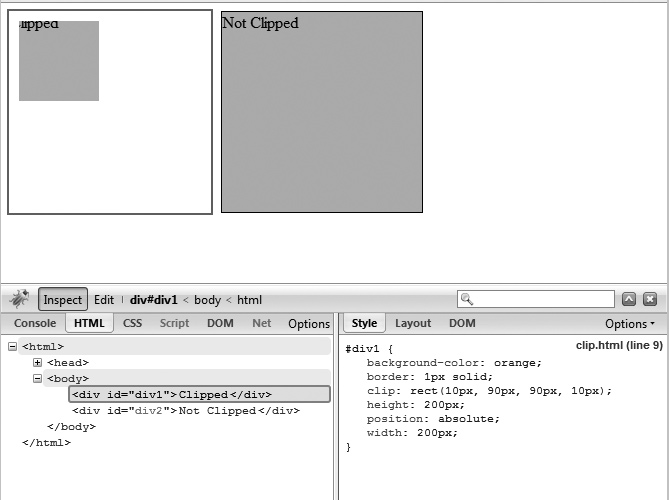 ipped
Not Clipped
Inspect Edit div#div1 < body < html
Console HTML CSS Script DOM Net Options
Style Layout DOM Options
<html>
<head>
<body>
<div id="div1">Clipped</div>
<div id="div2">Not Clipped</div>
</body>
</html>
#div1 { clip.html (line 9)
background-color: orange;
border: 1px solid;
clip: rect(10px, 90px, 90px, 10px);
height: 200px;
position: absolute;
width: 200px;
}